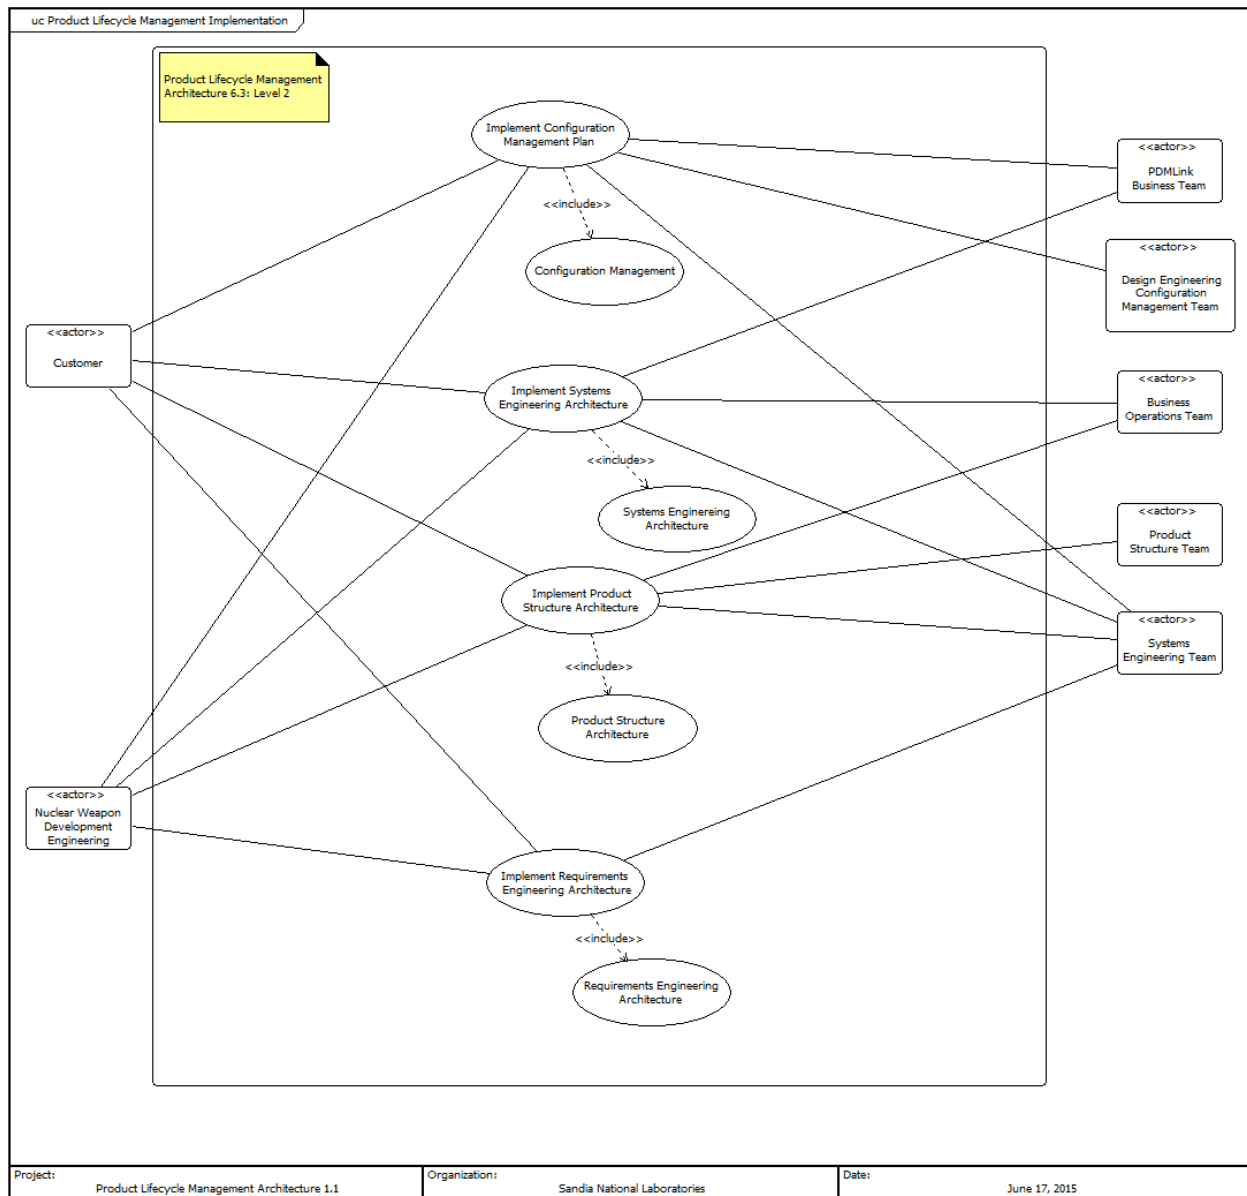 uc Product Lifecycle Management Implementation
Product Lifecycle Management
Architecture 6.3: Level 2
Implement Configuration
Management Plan
<<include>>
Configuration Management
<<actor>>
PDMLink
Business Team
<<actor>>
Design Engineering
Configuration
Management Team
<<actor>>
Customer
Implement Systems
Engineering Architecture
<<include>>
Systems Enginereing
Architecture
<<actor>>
Business
Operations Team
<<actor>>
Product
Structure Team
Implement Product
Structure Architecture
<<include>>
Product Structure
Architecture
<<actor>>
Systems
Engineering Team
<<actor>>
Nuclear Weapon
Development
Engineering
Implement Requirements
Engineering Architecture
<<include>>
Requirements Engineering
Architecture
Project:
Product Lifecycle Management Architecture 1.1
Organization:
Sandia National Laboratories
Date:
June 17, 2015